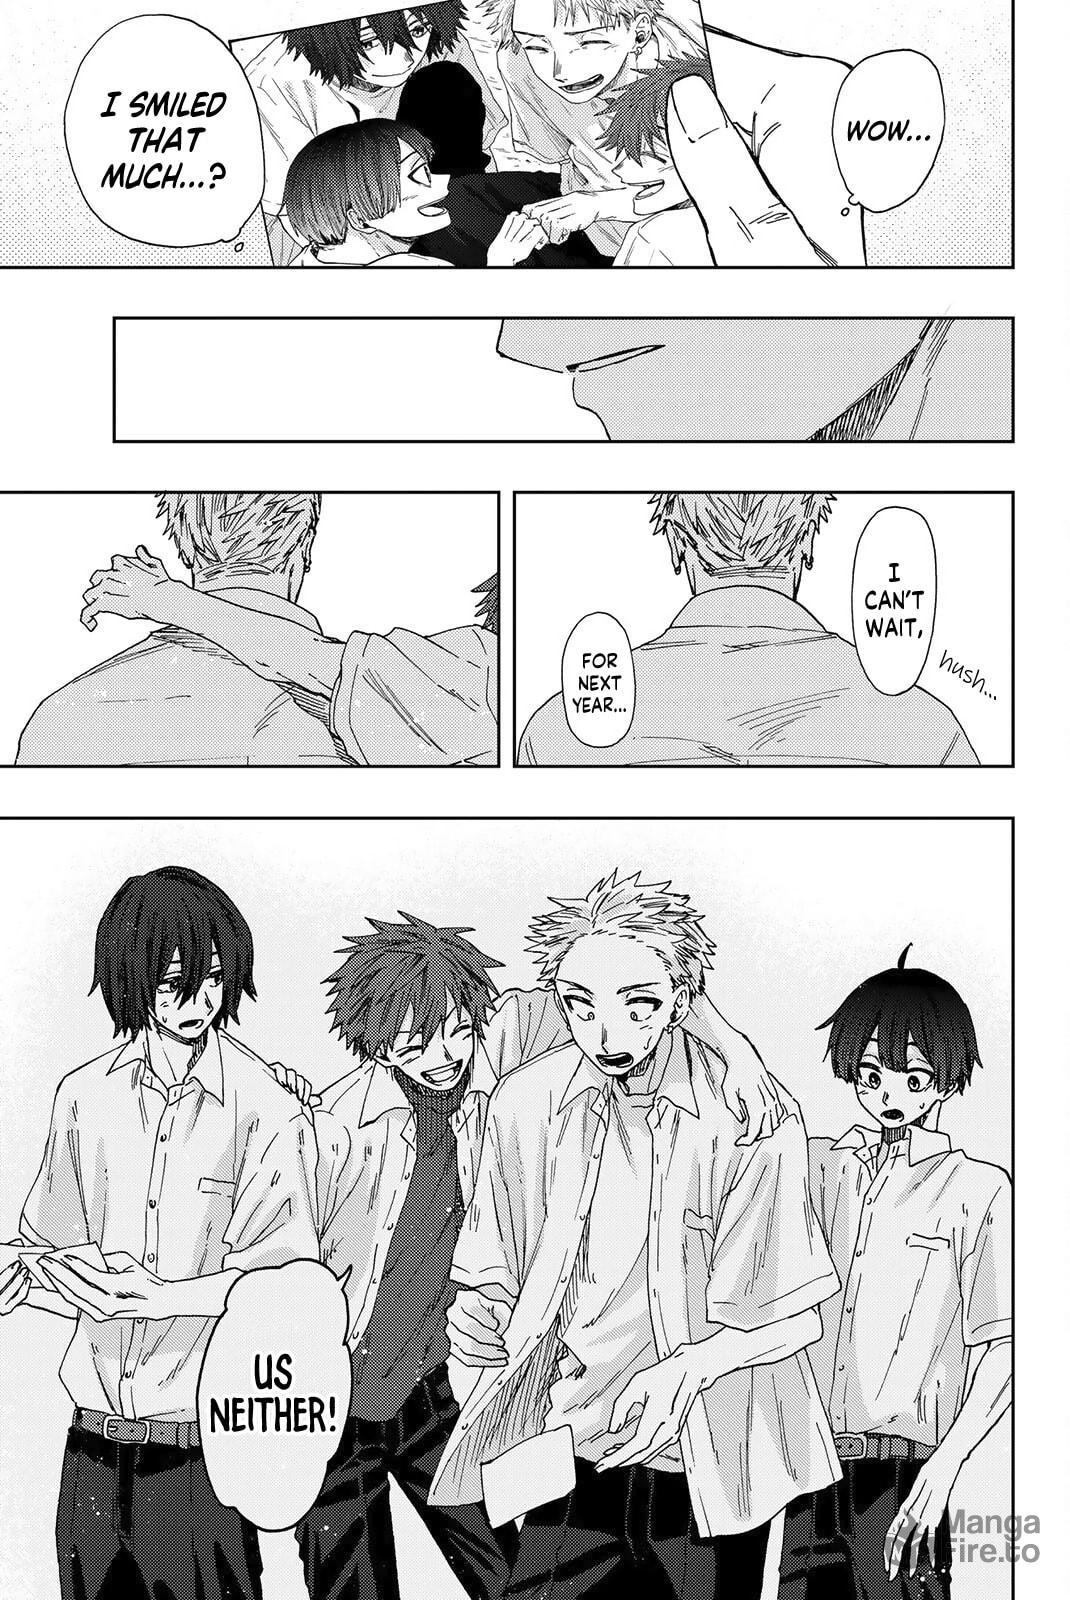 WOW...
I SMILED
THAT
MUCH...?
I
CAN'T
WAIT,
hush...
FOR
NEXT
YEAR...
US
NEITHER!
Manga
Fire.to